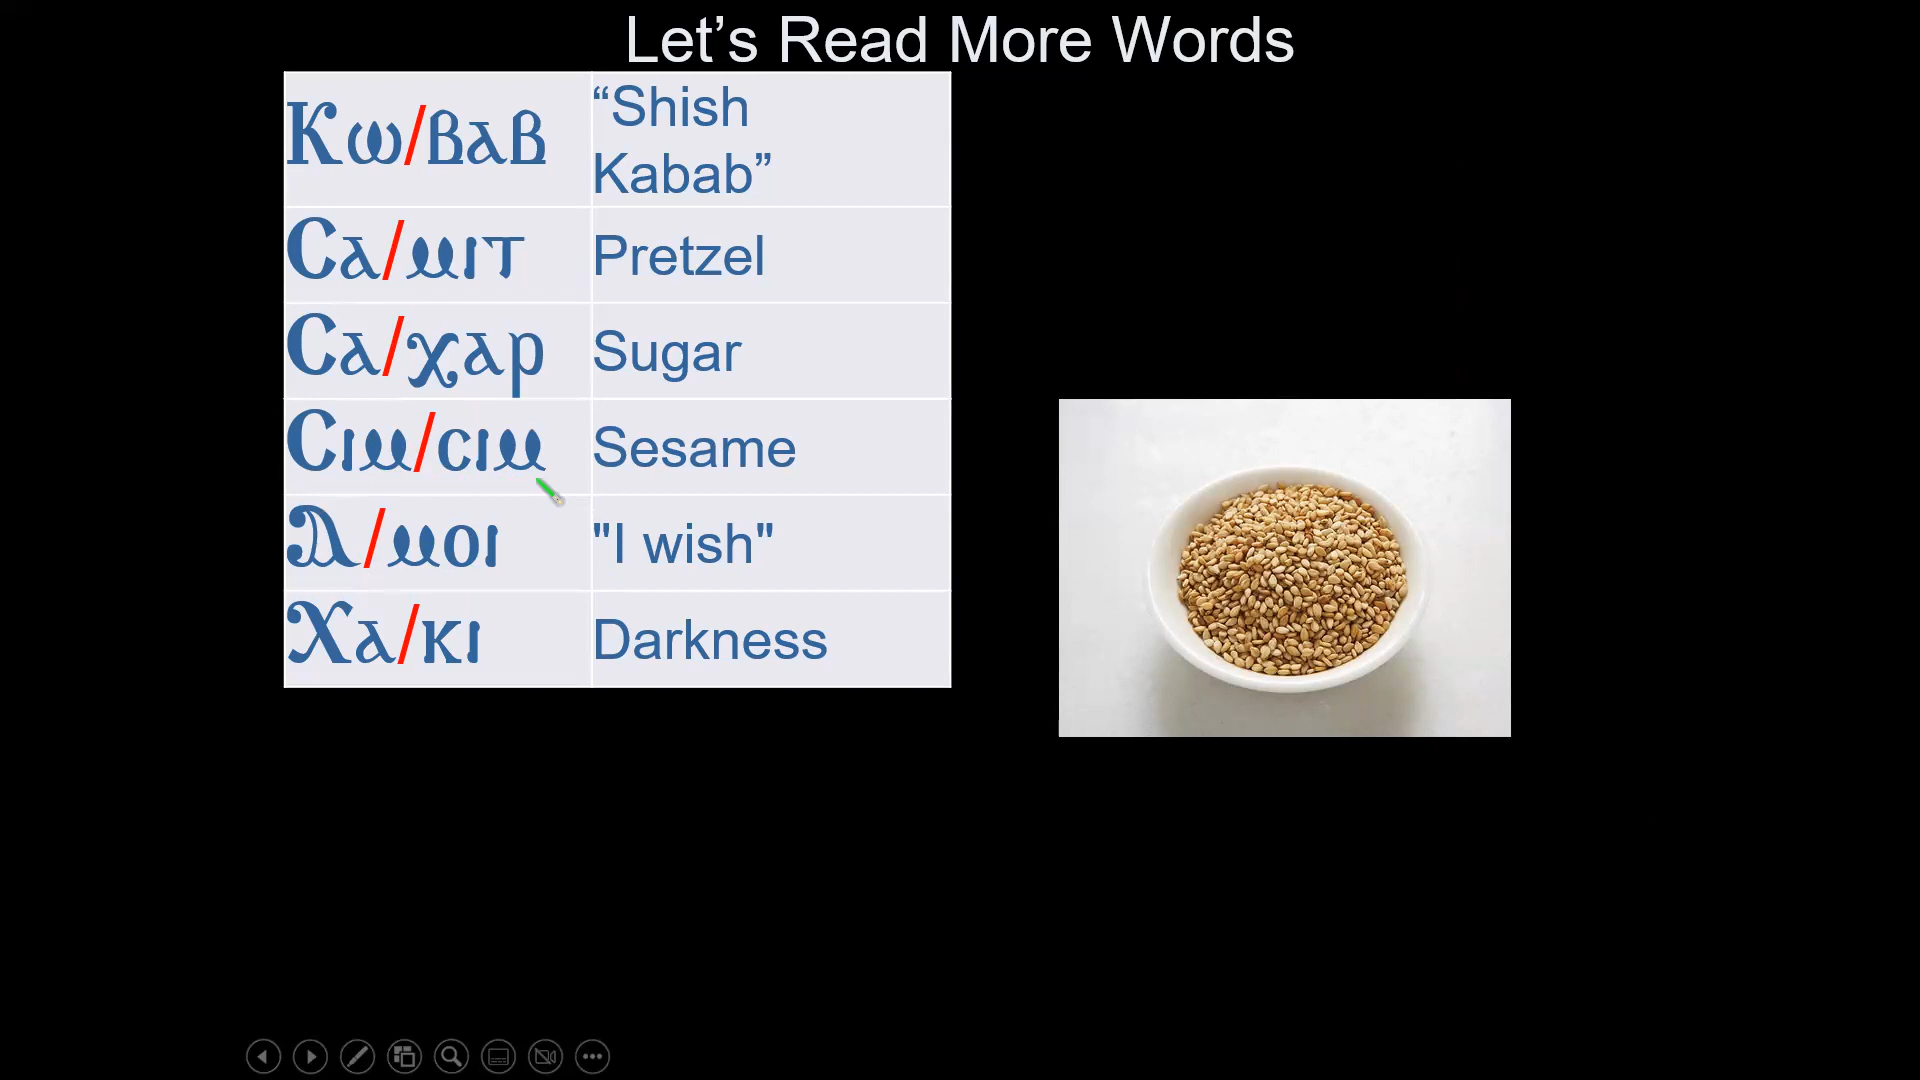 Let’s Read More Words
Ⲕⲱ/ⲃⲁⲃ “Shish
Kabab”
Ⲥⲁ/ⲙⲓⲧ Pretzel
Ⲥⲁ/ⲭⲁⲣ Sugar
Ⲥⲓⲙ/ⲥⲓⲙ Sesame
Ⲁ/ⲙⲟⲓ "I wish"
Ⲭⲁ/ⲕⲓ Darkness